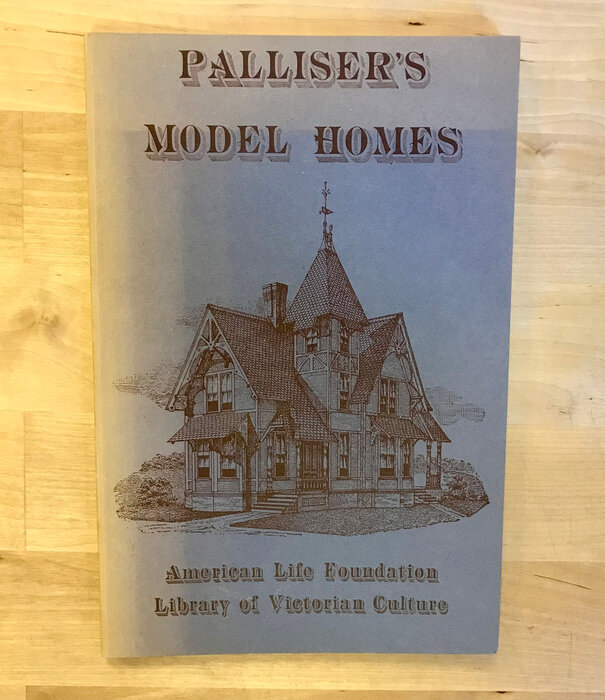 PALLISER'S
MODEL HOMES
American Life Foundation
Library of Victorian Culture